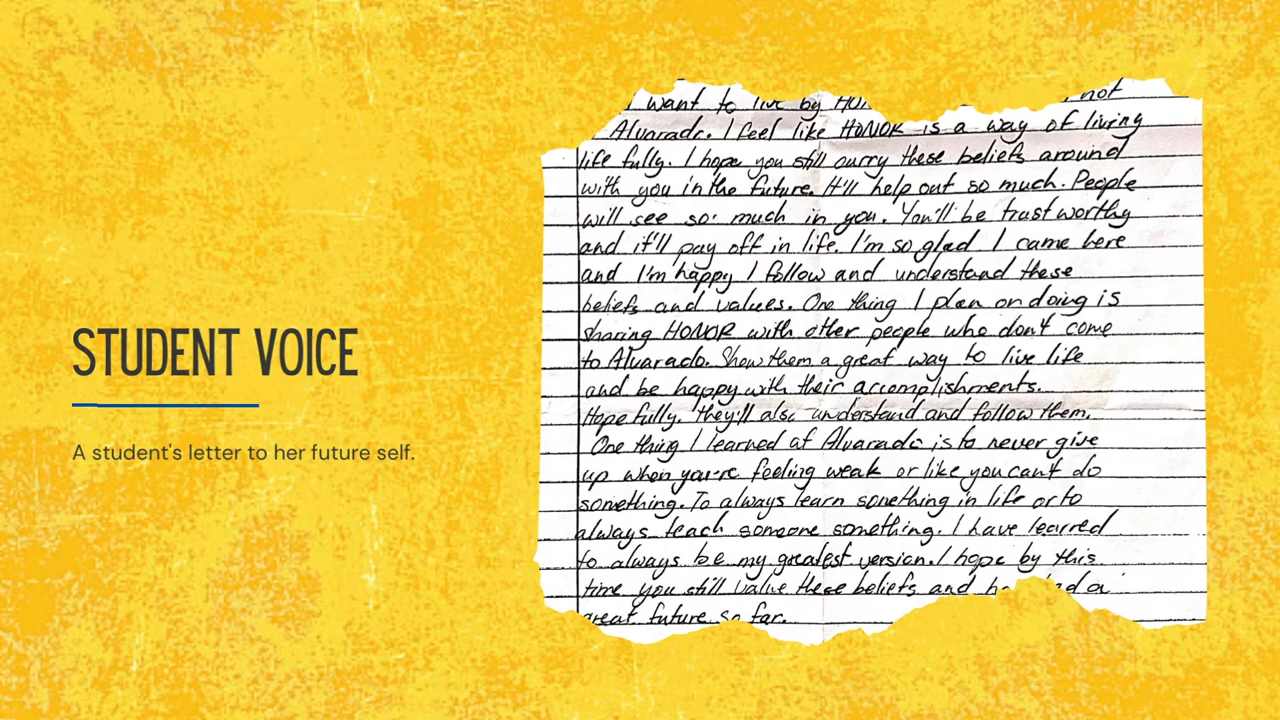 STUDENT VOICE
A student's letter to her future self.
I want to live by not
Alvarado. I feel like HONOR is a way of living
life fully. I hope you still carry these beliefs around
with you in the future. It'll help out so much. People
will see so much in you. You'll be trustworthy
and it'll pay off in life. I'm so glad I came here
and I'm happy I follow and understand these
beliefs and values. One thing I plan on doing is
sharing HONOR with other people who don't come
to Alvarado. Show them a great way to live life
and be happy with their accomplishments.
Hopefully, they'll also understand and follow them.
One thing I learned at Alvarado is to never give
up when you're feeling weak or like you cant do
something. To always learn something in life or to
always teach someone something. I have learned
to always be my greatest version. I hope by this
time you still value these beliefs and a
great future so far.